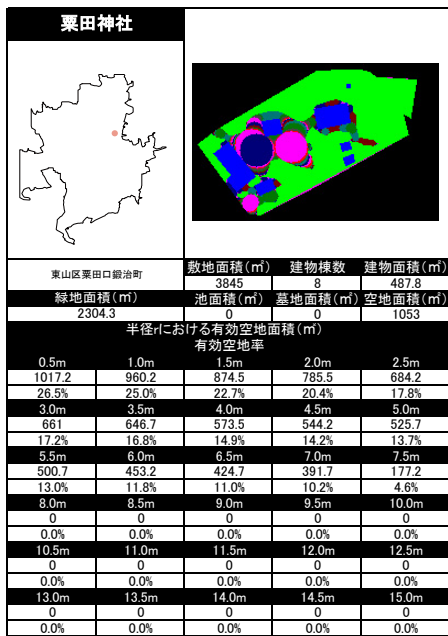 粟田神社
東山区粟田口鍛治町
敷地面積(㎡) 建物棟数 建物面積(㎡)
3845 8 487.8
緑地面積(㎡) 池面積(㎡) 墓地面積(㎡) 空地面積(㎡)
2304.3 0 0 1053
半径rにおける有効空地面積(㎡)
有効空地率
0.5m 1.0m 1.5m 2.0m 2.5m
1017.2 960.2 874.5 785.5 684.2
26.5% 25.0% 22.7% 20.4% 17.8%
3.0m 3.5m 4.0m 4.5m 5.0m
661 646.7 573.5 544.2 525.7
17.2% 16.8% 14.9% 14.2% 13.7%
5.5m 6.0m 6.5m 7.0m 7.5m
500.7 453.2 424.7 391.7 177.2
13.0% 11.8% 11.0% 10.2% 4.6%
8.0m 8.5m 9.0m 9.5m 10.0m
0 0 0 0 0
0.0% 0.0% 0.0% 0.0% 0.0%
10.5m 11.0m 11.5m 12.0m 12.5m
0 0 0 0 0
0.0% 0.0% 0.0% 0.0% 0.0%
13.0m 13.5m 14.0m 14.5m 15.0m
0 0 0 0 0
0.0% 0.0% 0.0% 0.0% 0.0%